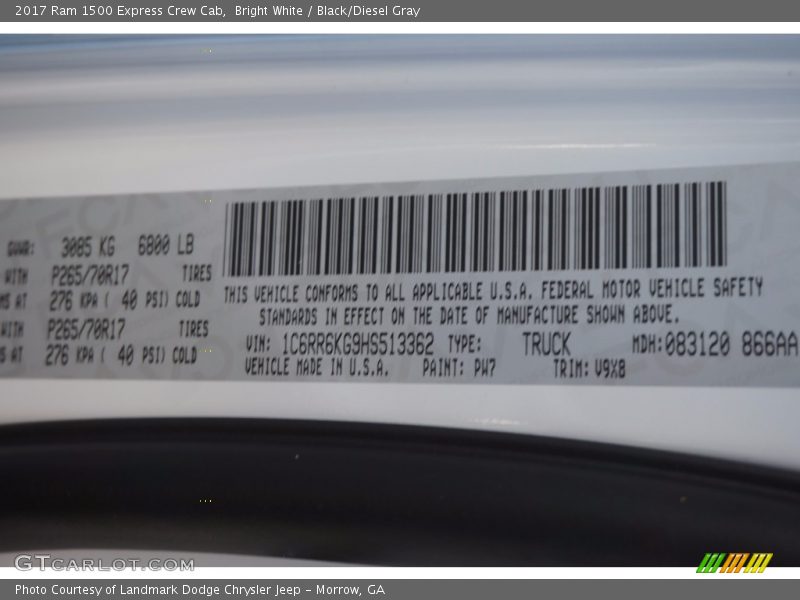 2017 Ram 1500 Express Crew Cab, Bright White / Black/Diesel Gray
GVWR: 3085 KG 6800 LB
WITH P265/70R17 TIRES
MS AT 276 KPA ( 40 PSI) COLD
WITH P265/70R17 TIRES
S AT 276 KPA ( 40 PSI) COLD
THIS VEHICLE CONFORMS TO ALL APPLICABLE U.S.A. FEDERAL MOTOR VEHICLE SAFETY
STANDARDS IN EFFECT ON THE DATE OF MANUFACTURE SHOWN ABOVE.
VIN: 1C6RR6KG9HS513362 TYPE: TRUCK MDH:083120 866AA
VEHICLE MADE IN U.S.A. PAINT: PW7 TRIM: V9X8
GTCARLOT.COM
Photo Courtesy of Landmark Dodge Chrysler Jeep – Morrow, GA